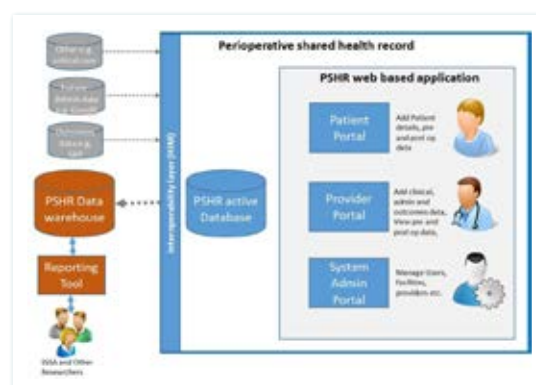 Perioperative shared health record
PSHR web based application
Other e.g.
Patient
Portal
Add Patient
details, pre
and post op
data
PSHR active
Database
Interoperability Layer (HIM)
PSHR Data
warehouse
Provider
Portal
Add clinical,
admin and
outcomes data.
View pre and
post op data,
Reporting
Tool
System
Admin
Portal
Manage Users,
facilities,
providers etc.
and Other
Researchers